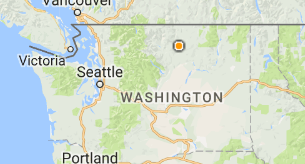 Vancouver
Victoria
Seattle
WASHINGTON
Portland